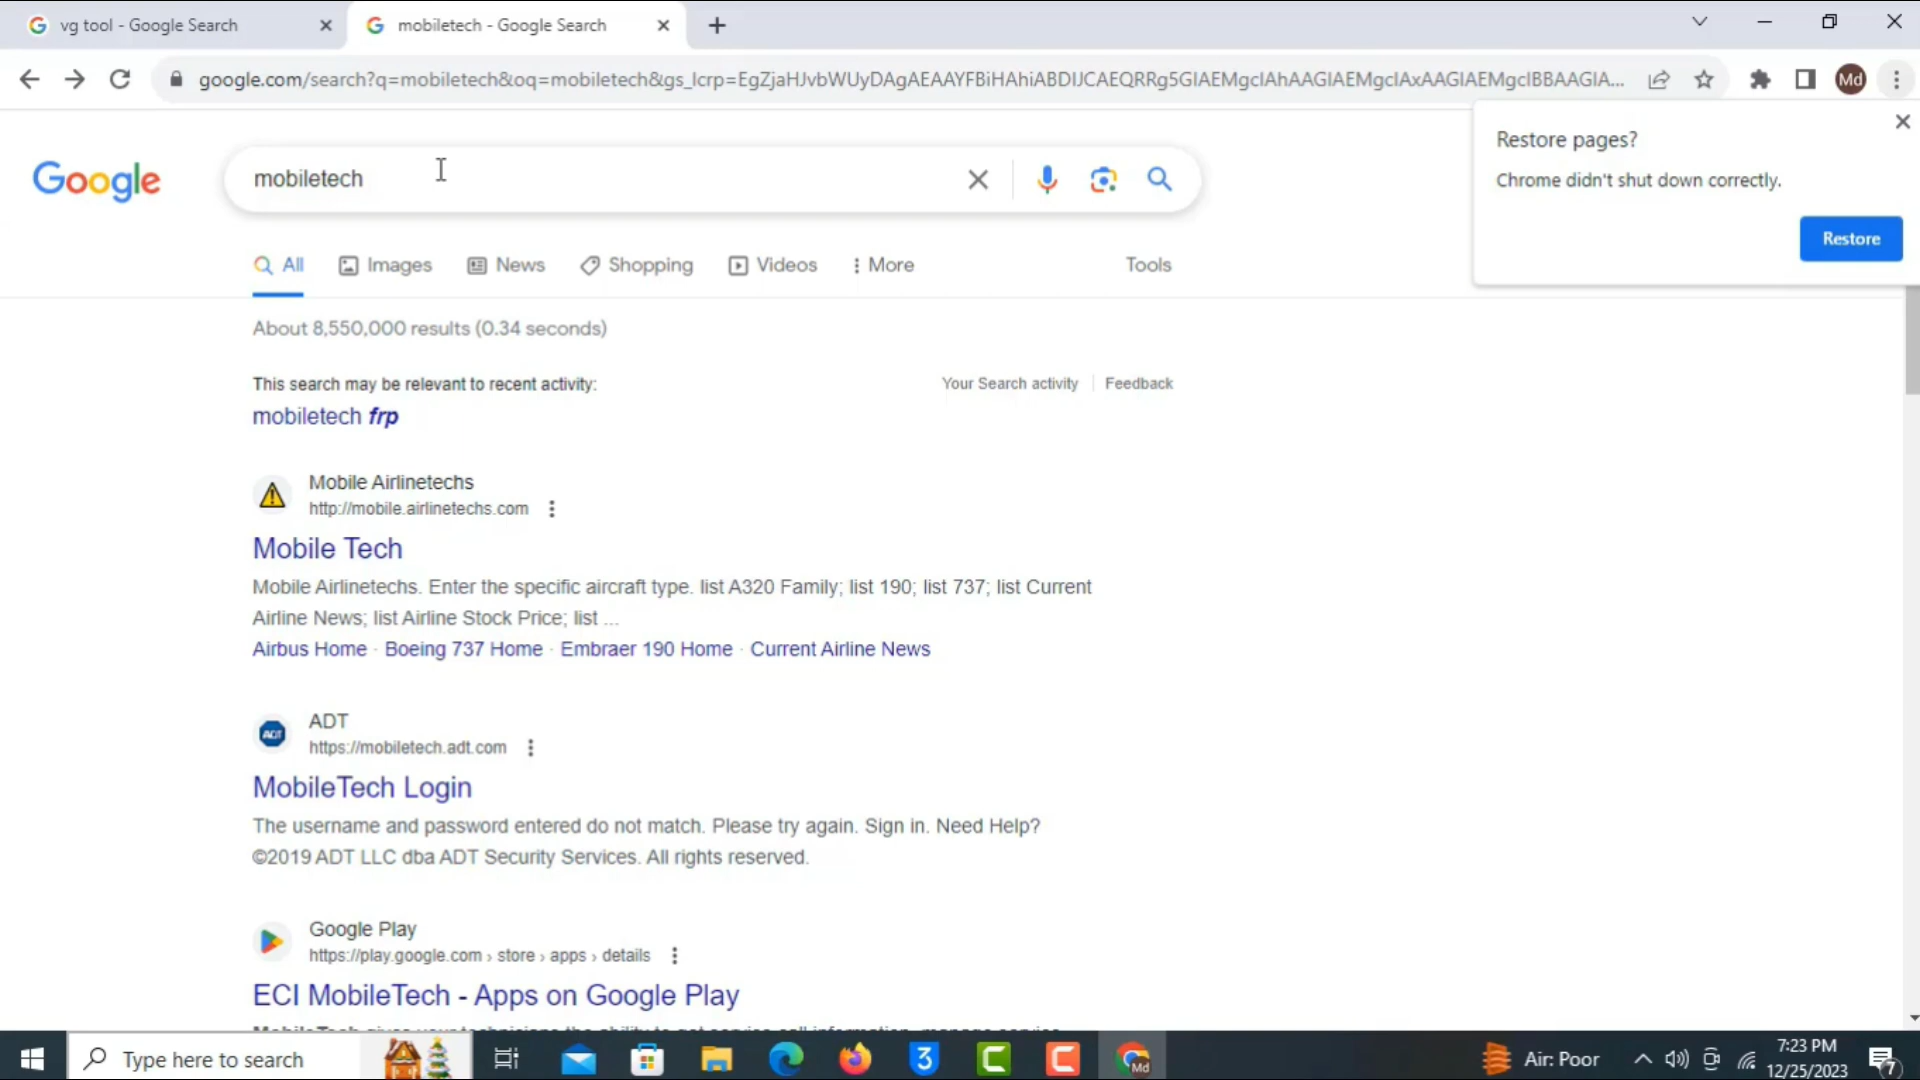 vg tool - Google Search
mobiletech - Google Search
google.com/search?q=mobiletech&oq=mobiletech&gs_lcrp=EgZjaHJvbWUyDAgAEAAYFBiHAhiABDIJCAEQRRg5GIAEMgcIAhAAGIAEMgcIAxAAGIAEMgcIBBAAGIA...
Md
Restore pages?
Chrome didn't shut down correctly.
Restore
Google
mobiletech
All Images News Shopping Videos More Tools
About 8,550,000 results (0.34 seconds)
This search may be relevant to recent activity: Your Search activity Feedback
mobiletech frp
Mobile Airlinetechs
http://mobile.airlinetechs.com
Mobile Tech
Mobile Airlinetechs. Enter the specific aircraft type. list A320 Family; list 190; list 737; list Current
Airline News; list Airline Stock Price; list ...
Airbus Home · Boeing 737 Home · Embraer 190 Home · Current Airline News
ADT
ADT
https://mobiletech.adt.com
MobileTech Login
The username and password entered do not match. Please try again. Sign in. Need Help?
©2019 ADT LLC dba ADT Security Services. All rights reserved.
Google Play
https://play.google.com › store › apps › details
ECI MobileTech - Apps on Google Play
Type here to search
3
Md
Air: Poor
7:23 PM
12/25/2023
7